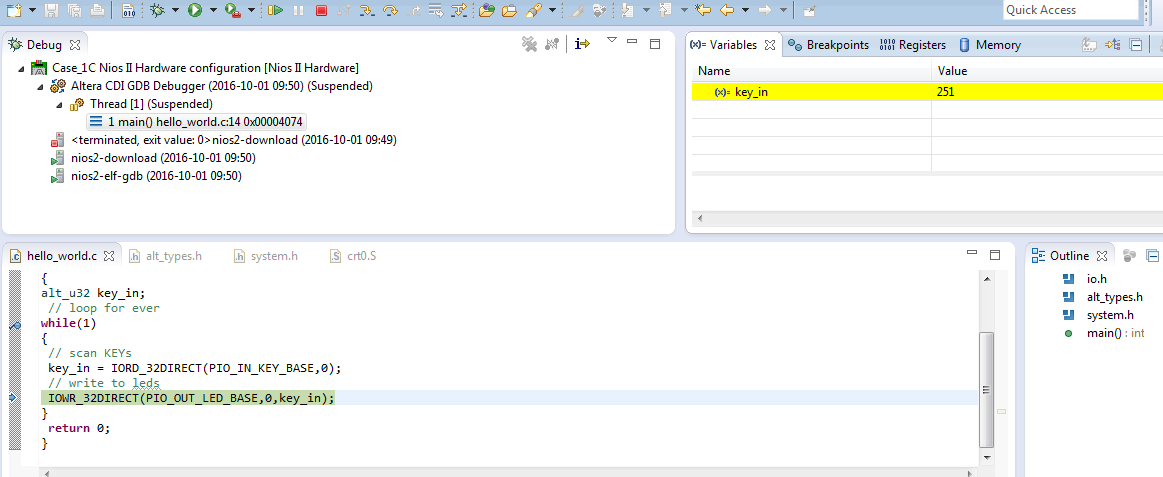 Quick Access
Debug
Case_1C Nios II Hardware configuration [Nios II Hardware]
Altera CDI GDB Debugger (2016-10-01 09:50) (Suspended)
Thread [1] (Suspended)
1 main() hello_world.c:14 0x00004074
<terminated, exit value: 0>nios2-download (2016-10-01 09:49)
nios2-download (2016-10-01 09:50)
nios2-elf-gdb (2016-10-01 09:50)
(x)= Variables Breakpoints 1010 0101 Registers Memory
Name Value
(x)= key_in 251
hello_world.c alt_types.h system.h crt0.S
{
alt_u32 key_in;
// loop for ever
while(1)
{
// scan KEYs
key_in = IORD_32DIRECT(PIO_IN_KEY_BASE,0);
// write to leds
IOWR_32DIRECT(PIO_OUT_LED_BASE,0,key_in);
}
return 0;
}
Outline
io.h
alt_types.h
system.h
main() : int